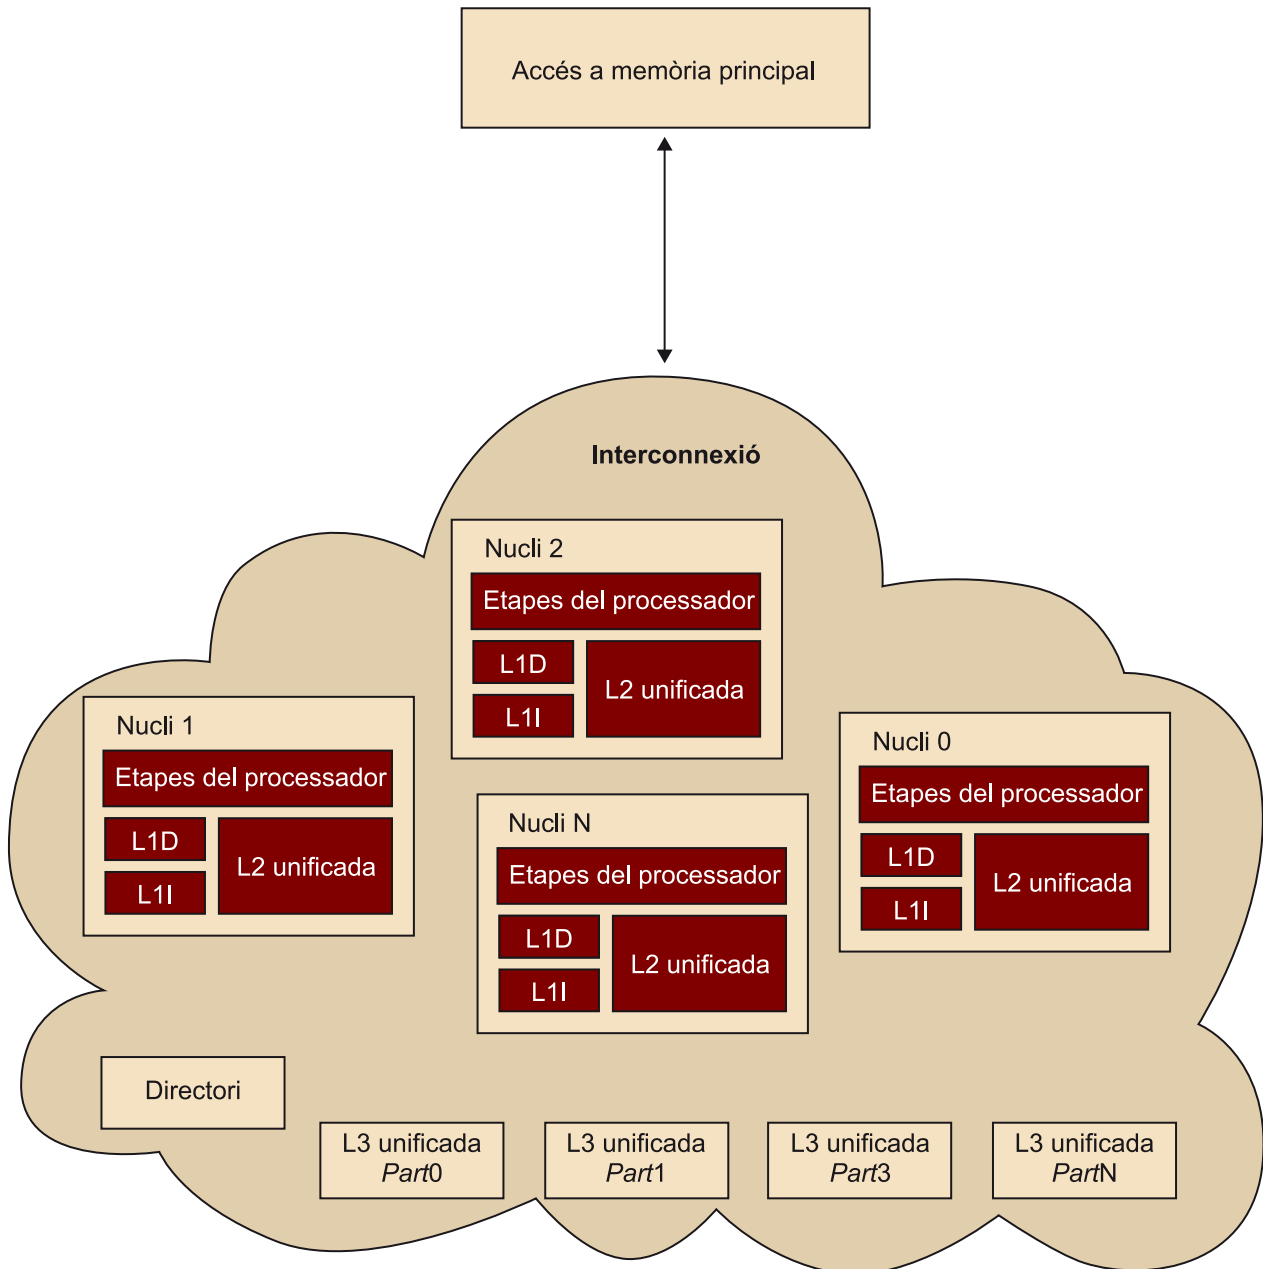 Accés a memòria principal
Interconnexió
Nucli 2
Etapes del processador
L1D
L2 unificada
L1I
Nucli 1
Etapes del processador
L1D
L2 unificada
L1I
Nucli 0
Etapes del processador
L1D
L2 unificada
L1I
Nucli N
Etapes del processador
L1D
L2 unificada
L1I
Directori
L3 unificada
Part0
L3 unificada
Part1
L3 unificada
Part3
L3 unificada
PartN